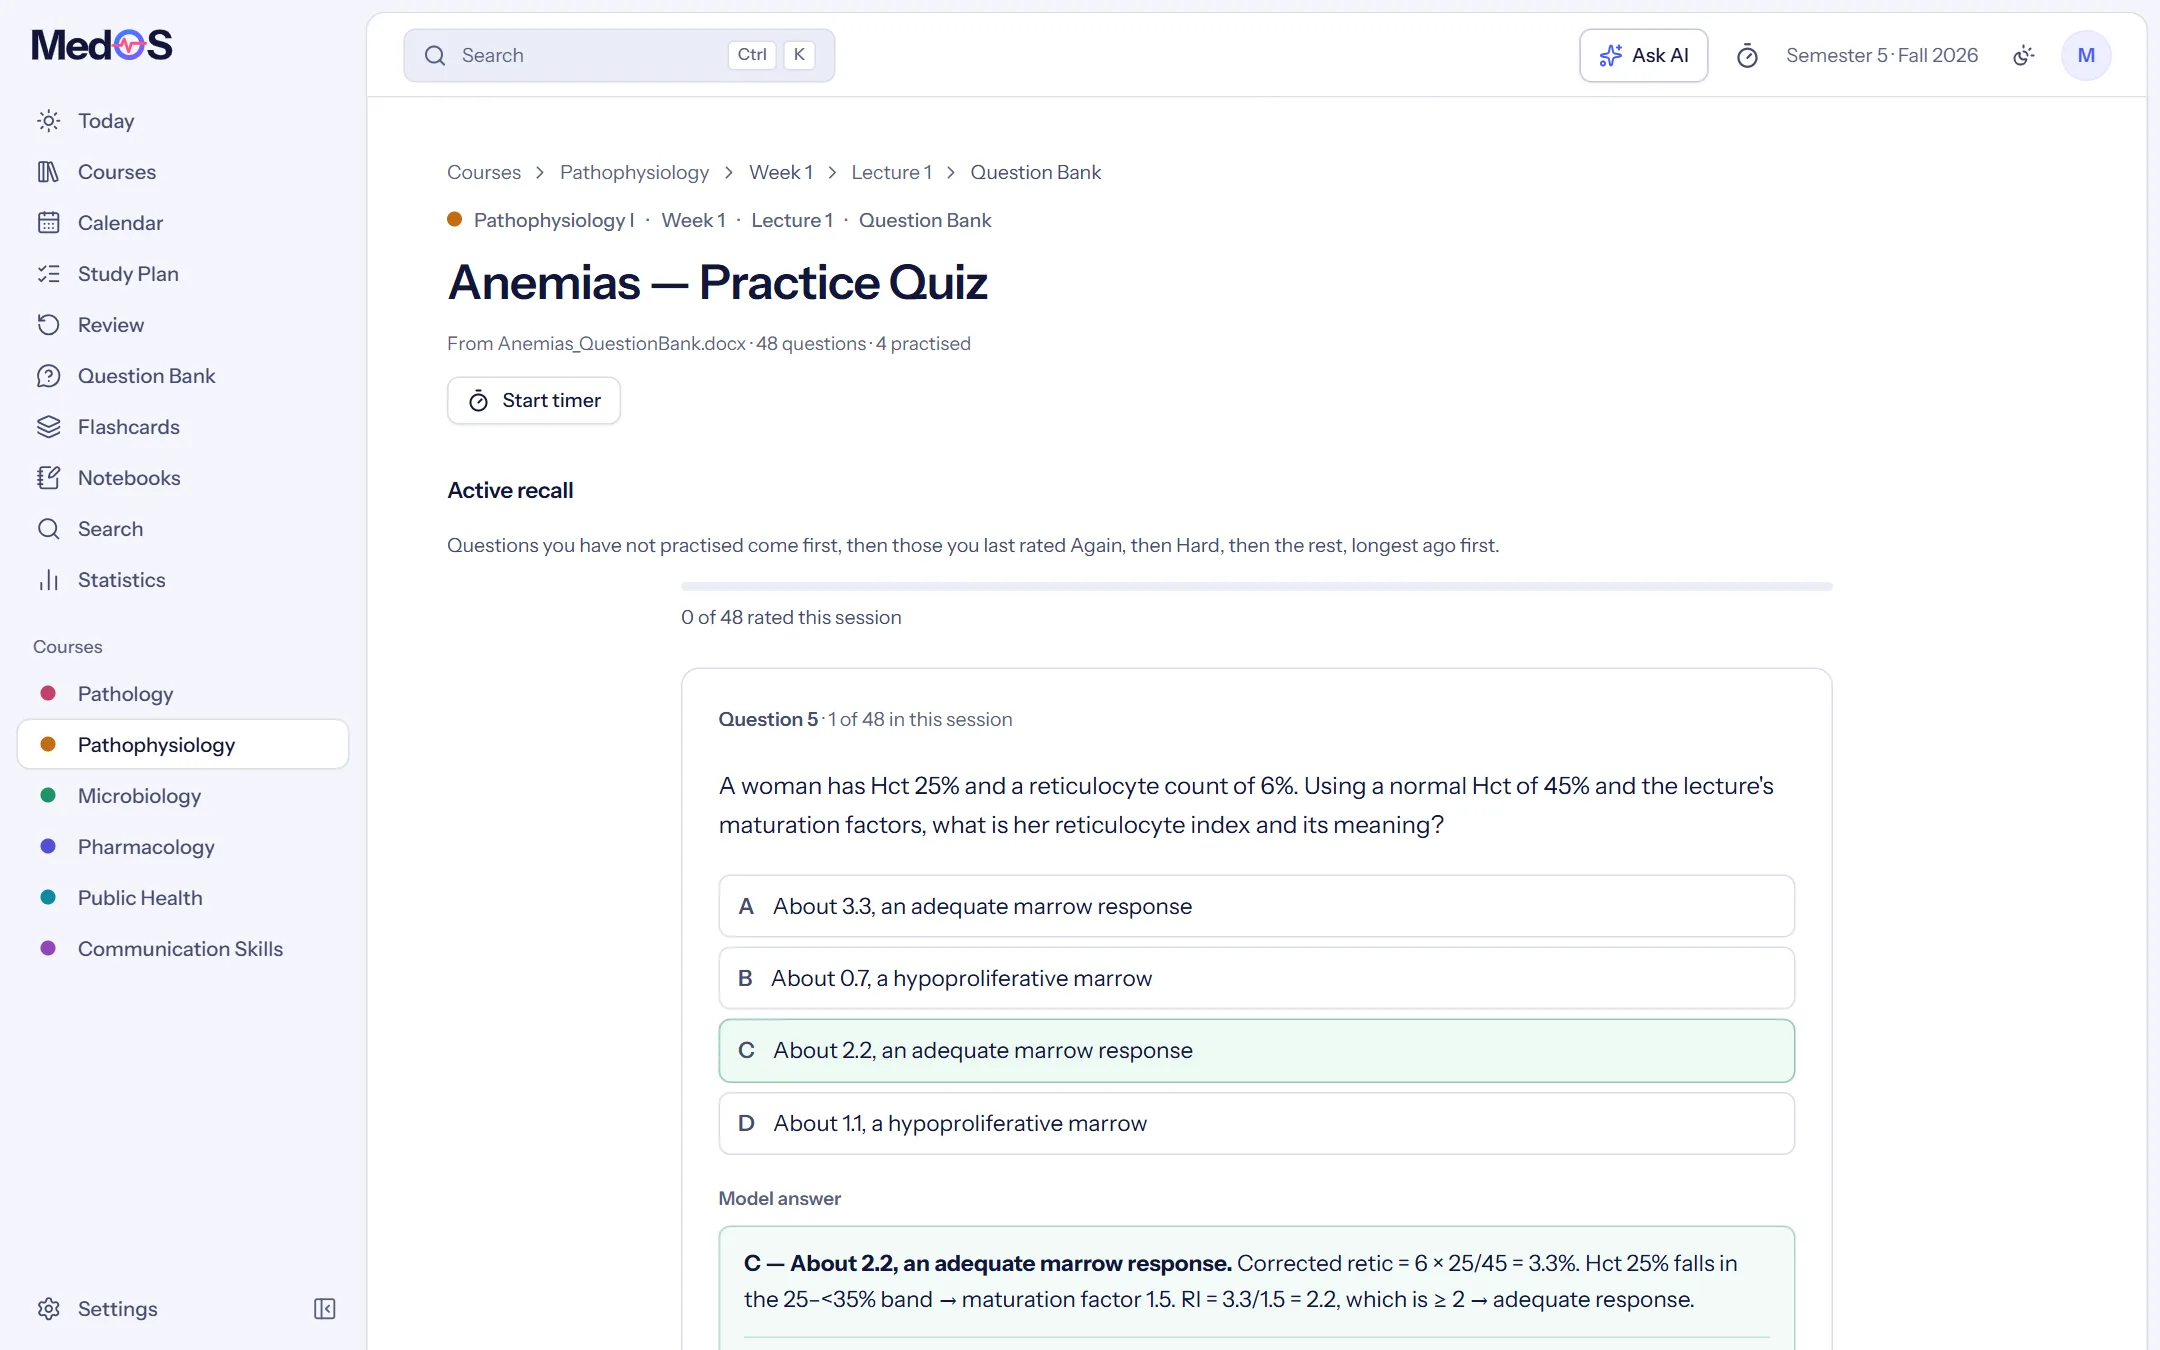 MedOS
Today
Courses
Calendar
Study Plan
Review
Question Bank
Flashcards
Notebooks
Search
Statistics
Courses
Pathology
Pathophysiology
Microbiology
Pharmacology
Public Health
Communication Skills
Settings
Search Ctrl K
Ask AI
Semester 5 · Fall 2026
M
Courses > Pathophysiology > Week 1 > Lecture 1 > Question Bank
Pathophysiology I · Week 1 · Lecture 1 · Question Bank
Anemias — Practice Quiz
From Anemias_QuestionBank.docx · 48 questions · 4 practised
Start timer
Active recall
Questions you have not practised come first, then those you last rated Again, then Hard, then the rest, longest ago first.
0 of 48 rated this session
Question 5 · 1 of 48 in this session
A woman has Hct 25% and a reticulocyte count of 6%. Using a normal Hct of 45% and the lecture's
maturation factors, what is her reticulocyte index and its meaning?
A About 3.3, an adequate marrow response
B About 0.7, a hypoproliferative marrow
C About 2.2, an adequate marrow response
D About 1.1, a hypoproliferative marrow
Model answer
C — About 2.2, an adequate marrow response. Corrected retic = 6 × 25/45 = 3.3%. Hct 25% falls in
the 25–<35% band → maturation factor 1.5. RI = 3.3/1.5 = 2.2, which is ≥ 2 → adequate response.